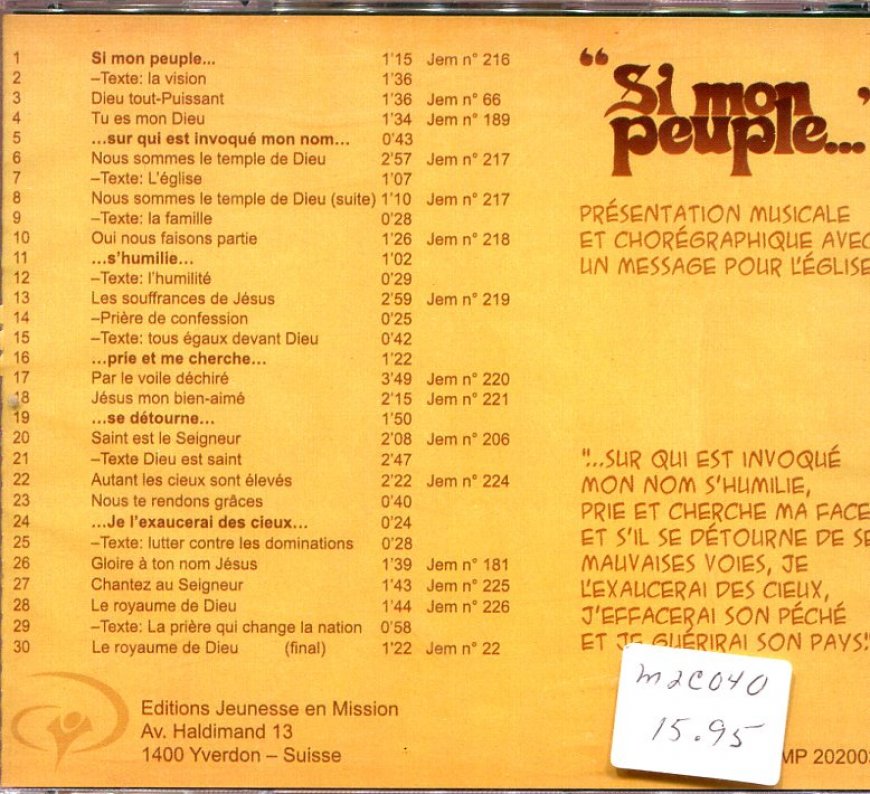 1 Si mon peuple... 1'15 Jem n° 216
2 –Texte: la vision 1'36
3 Dieu tout-Puissant 1'36 Jem n° 66
4 Tu es mon Dieu 1'34 Jem n° 189
5 ...sur qui est invoqué mon nom... 0'43
6 Nous sommes le temple de Dieu 2'57 Jem n° 217
7 –Texte: L'église 1'07
8 Nous sommes le temple de Dieu (suite) 1'10 Jem n° 217
9 –Texte: la famille 0'28
10 Oui nous faisons partie 1'26 Jem n° 218
11 ...s'humilie... 1'02
12 –Texte: l'humilité 0'29
13 Les souffrances de Jésus 2'59 Jem n° 219
14 –Prière de confession 0'25
15 –Texte: tous égaux devant Dieu 0'42
16 ...prie et me cherche... 1'22
17 Par le voile déchiré 3'49 Jem n° 220
18 Jésus mon bien-aimé 2'15 Jem n° 221
19 ...se détourne... 1'50
20 Saint est le Seigneur 2'08 Jem n° 206
21 –Texte Dieu est saint 2'47
22 Autant les cieux sont élevés 2'22 Jem n° 224
23 Nous te rendons grâces 0'40
24 ...Je l'exaucerai des cieux... 0'24
25 –Texte: lutter contre les dominations 0'28
26 Gloire à ton nom Jésus 1'39 Jem n° 181
27 Chantez au Seigneur 1'43 Jem n° 225
28 Le royaume de Dieu 1'44 Jem n° 226
29 –Texte: La prière qui change la nation 0'58
30 Le royaume de Dieu (final) 1'22 Jem n° 22
Editions Jeunesse en Mission
Av. Haldimand 13
1400 Yverdon – Suisse
“Si mon
peuple...”
PRÉSENTATION MUSICALE
ET CHORÉGRAPHIQUE AVEC
UN MESSAGE POUR L'ÉGLISE
"...SUR QUI EST INVOQUÉ
MON NOM S'HUMILIE,
PRIE ET CHERCHE MA FACE
ET S'IL SE DÉTOURNE DE SE
MAUVAISES VOIES, JE
L'EXAUCERAI DES CIEUX,
J'EFFACERAI SON PÉCHÉ
ET JE GUÉRIRAI SON PAYS."
M2C040
15.95
MP 20200